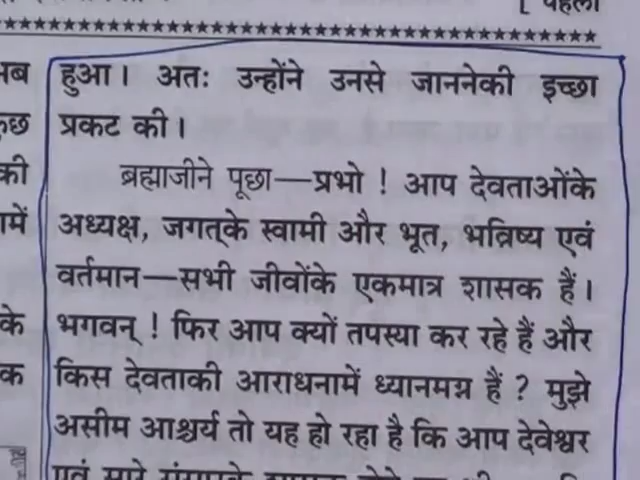 [ पहला
हुआ। अतः उन्होंने उनसे जाननेकी इच्छा
प्रकट की।
ब्रह्माजीने पूछा—प्रभो ! आप देवताओंके
अध्यक्ष, जगत्‌के स्वामी और भूत, भविष्य एवं
वर्तमान—सभी जीवोंके एकमात्र शासक हैं।
भगवन् ! फिर आप क्यों तपस्या कर रहे हैं और
किस देवताकी आराधनामें ध्यानमग्न हैं ? मुझे
असीम आश्चर्य तो यह हो रहा है कि आप देवेश्वर
एवं सारे